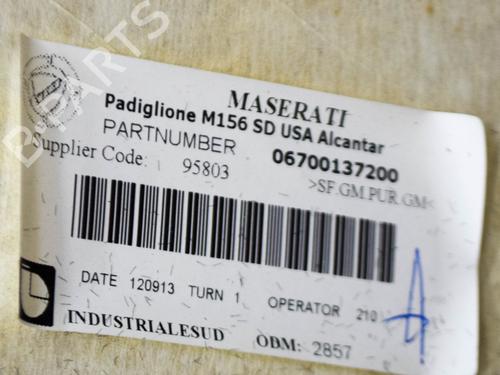 MASERATI
Padiglione M156 SD USA Alcantar
PARTNUMBER 06700137200
Supplier Code: 95803
>SF.GM.PUR.GM<
DATE 120913 TURN 1 OPERATOR 210
INDUSTRIALESUD ODM: 2857
B-PARTS